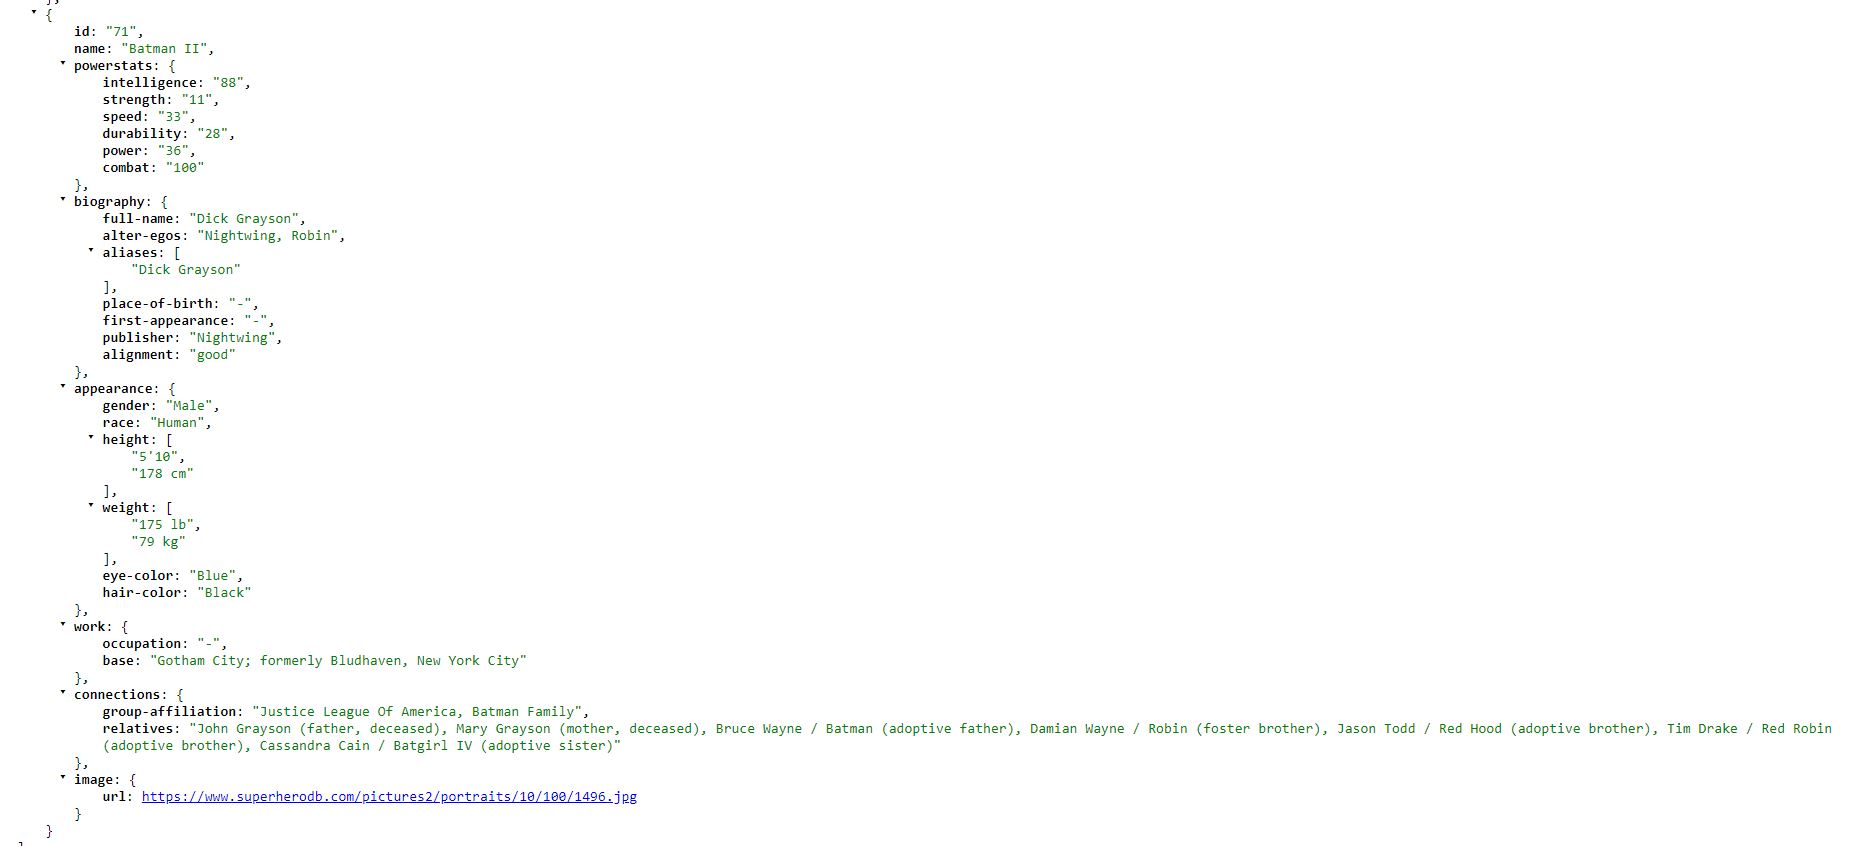 },
{
id: "71",
name: "Batman II",
powerstats: {
intelligence: "88",
strength: "11",
speed: "33",
durability: "28",
power: "36",
combat: "100"
},
biography: {
full-name: "Dick Grayson",
alter-egos: "Nightwing, Robin",
aliases: [
"Dick Grayson"
],
place-of-birth: "-",
first-appearance: "-",
publisher: "Nightwing",
alignment: "good"
},
appearance: {
gender: "Male",
race: "Human",
height: [
"5'10",
"178 cm"
],
weight: [
"175 lb",
"79 kg"
],
eye-color: "Blue",
hair-color: "Black"
},
work: {
occupation: "-",
base: "Gotham City; formerly Bludhaven, New York City"
},
connections: {
group-affiliation: "Justice League Of America, Batman Family",
relatives: "John Grayson (father, deceased), Mary Grayson (mother, deceased), Bruce Wayne / Batman (adoptive father), Damian Wayne / Robin (foster brother), Jason Todd / Red Hood (adoptive brother), Tim Drake / Red Robin
(adoptive brother), Cassandra Cain / Batgirl IV (adoptive sister)"
},
image: {
url: https://www.superherodb.com/pictures2/portraits/10/100/1496.jpg
}
}
]